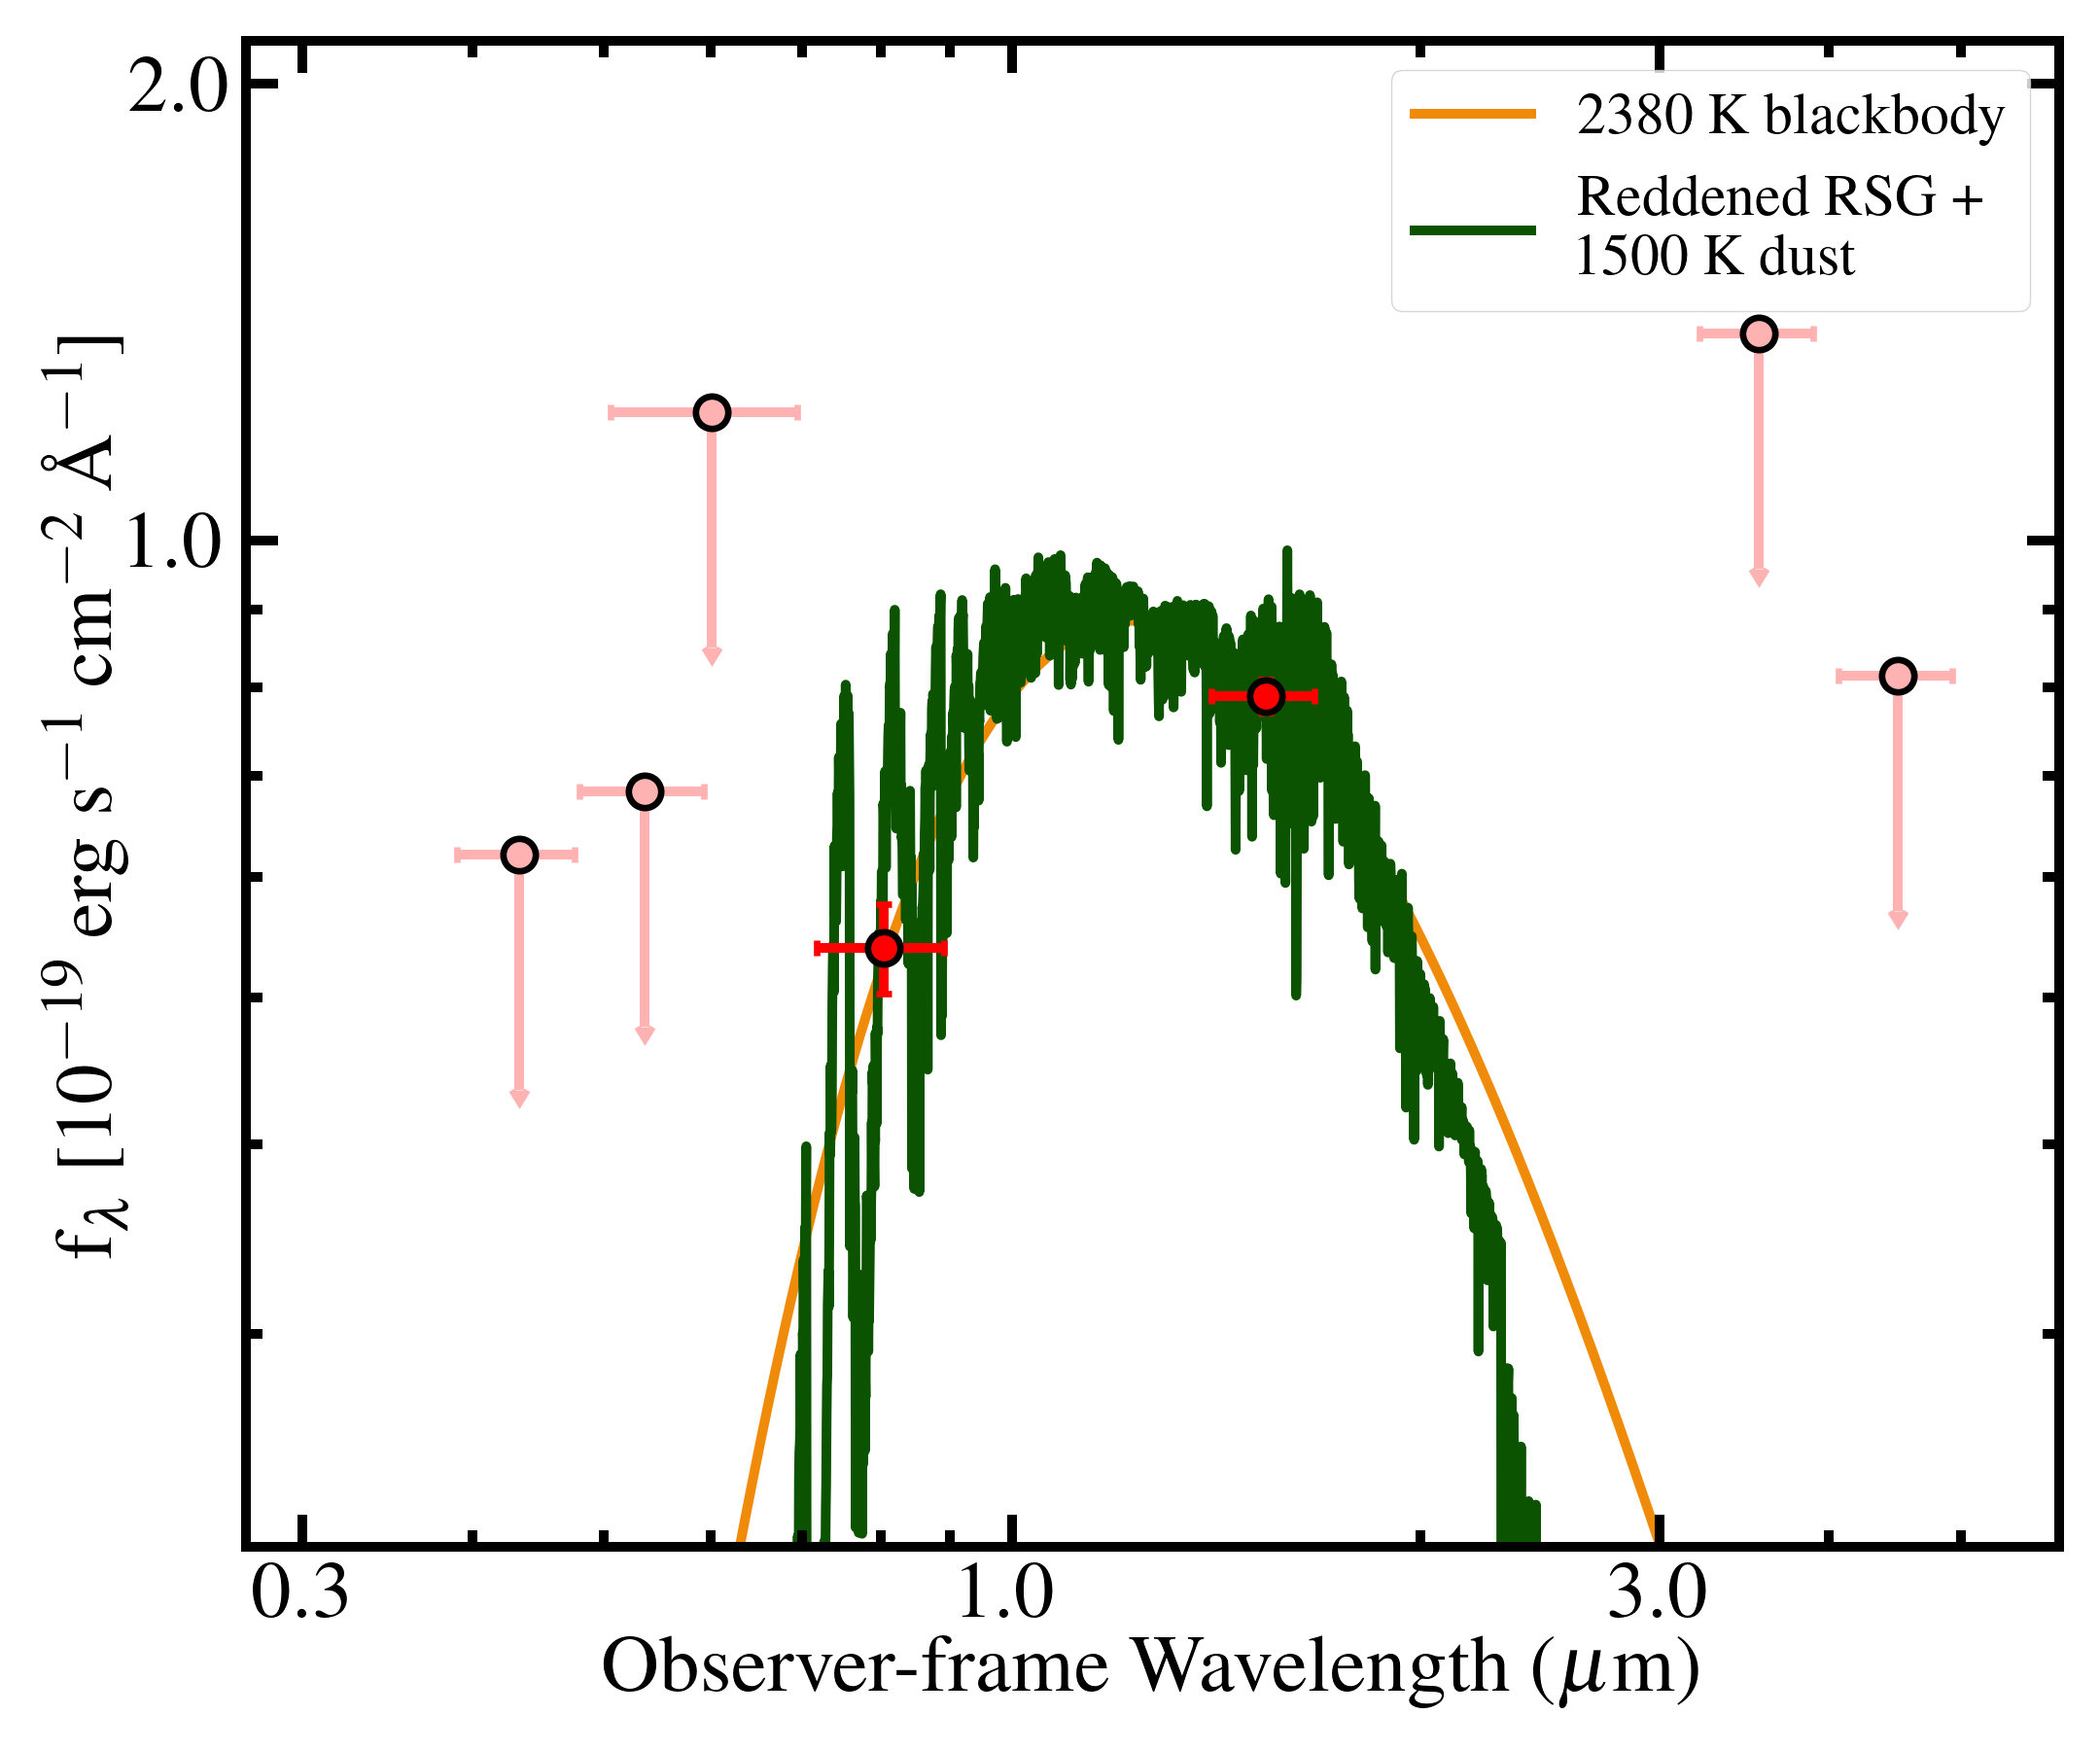 2.0
2380 K blackbody
Reddened RSG +
1500 K dust
1.0
f_λ [10^−19 erg s^−1 cm^−2 Å^−1]
0.3
1.0
3.0
Observer-frame Wavelength (μm)